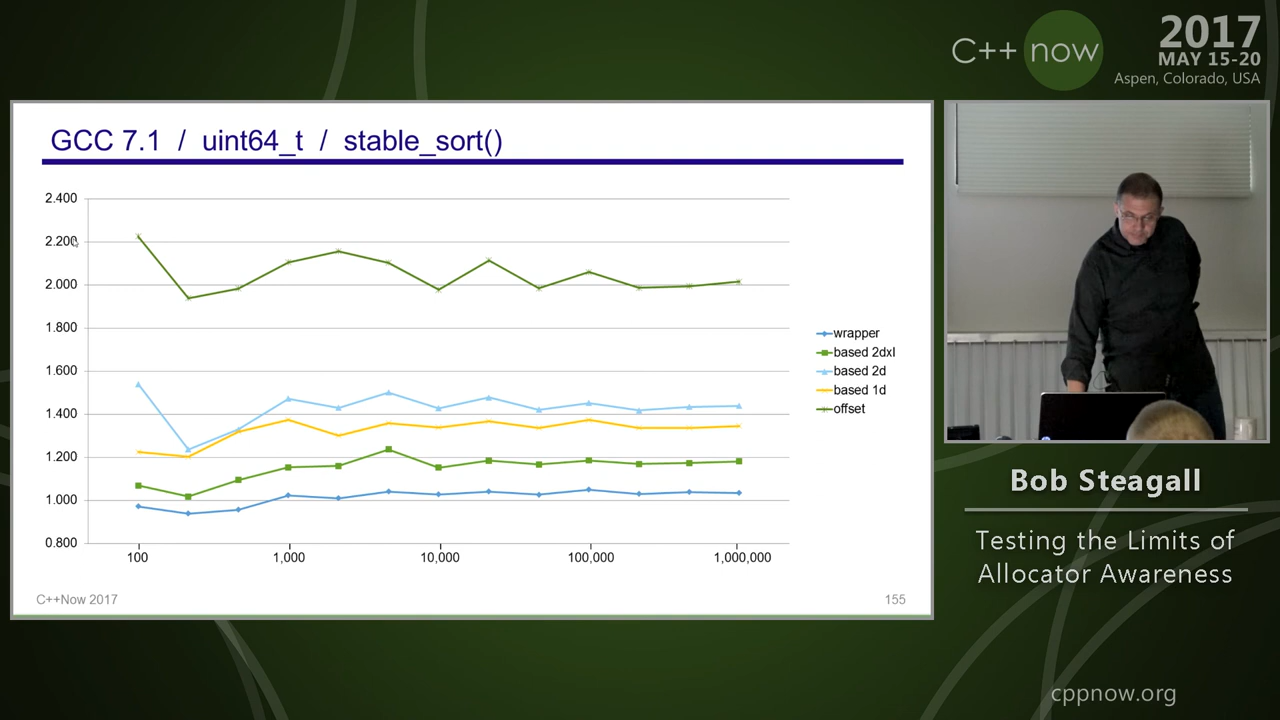 C++ now
2017
MAY 15-20
Aspen, Colorado, USA
GCC 7.1 / uint64_t / stable_sort()
2.400
2.200
2.000
1.800
1.600
1.400
1.200
1.000
0.800
100
1,000
10,000
100,000
1,000,000
wrapper
based 2dxl
based 2d
based 1d
offset
C++Now 2017
155
Bob Steagall
Testing the Limits of
Allocator Awareness
cppnow.org